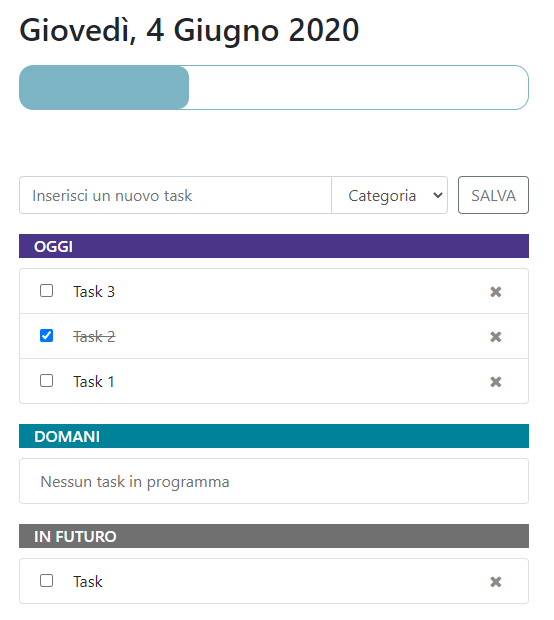 Giovedì, 4 Giugno 2020
Inserisci un nuovo task Categoria SALVA
OGGI
Task 3 ✖
Task 2 ✖
Task 1 ✖
DOMANI
Nessun task in programma
IN FUTURO
Task ✖